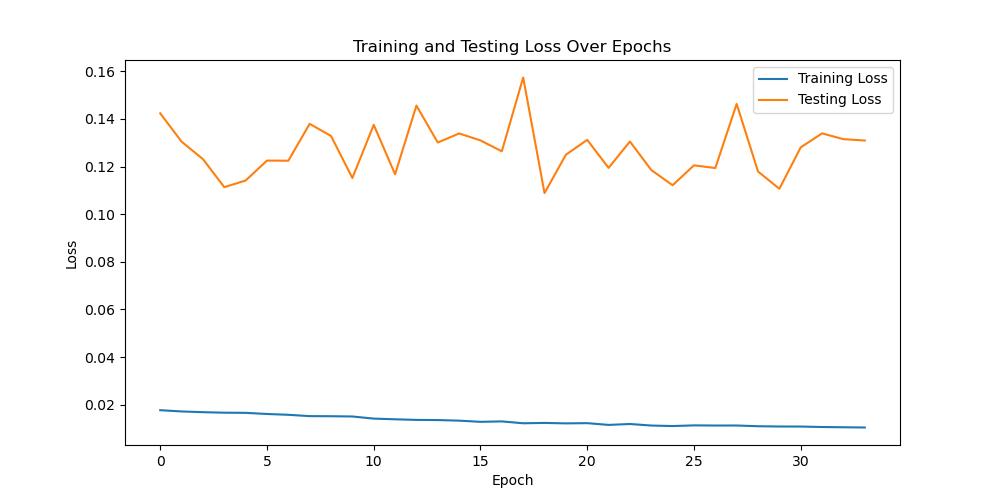 Training and Testing Loss Over Epochs
Training Loss
Testing Loss
Loss
0.16
0.14
0.12
0.10
0.08
0.06
0.04
0.02
0 5 10 15 20 25 30
Epoch